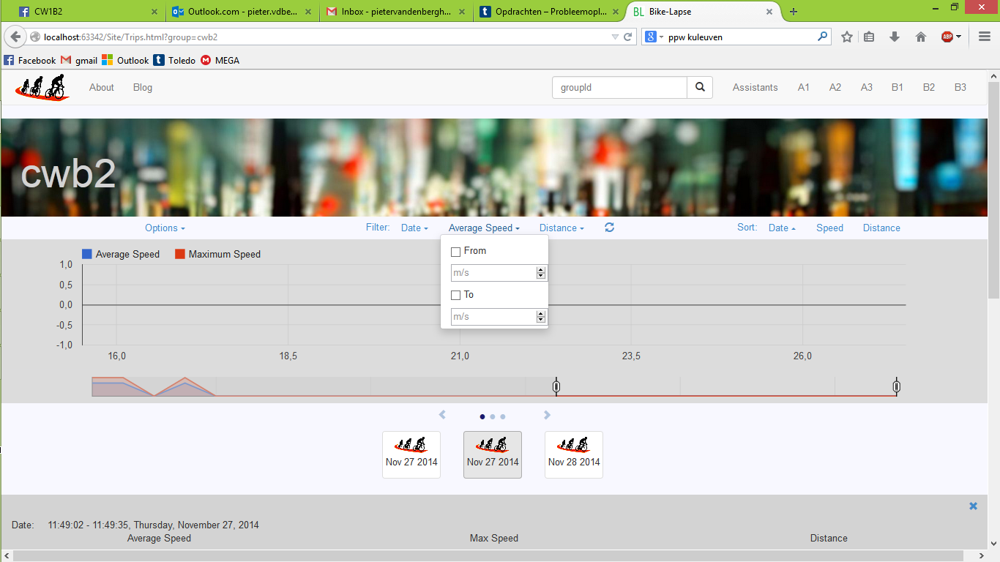 CW1B2
Outlook.com - pieter.vdbe...
Inbox - pietervandenbergh...
Opdrachten – Probleemopl...
BL Bike-Lapse
localhost:63342/Site/Trips.html?group=cwb2
ppw kuleuven
ABP
Facebook gmail Outlook Toledo MEGA
About Blog groupId Assistants A1 A2 A3 B1 B2 B3
cwb2
Options Filter: Date Average Speed Distance Sort: Date Speed Distance
From
m/s
To
m/s
Average Speed Maximum Speed
1,0
0,5
0,0
-0,5
-1,0
16,0 18,5 21,0 23,5 26,0
Nov 27 2014 Nov 27 2014 Nov 28 2014
Date: 11:49:02 - 11:49:35, Thursday, November 27, 2014
Average Speed Max Speed Distance